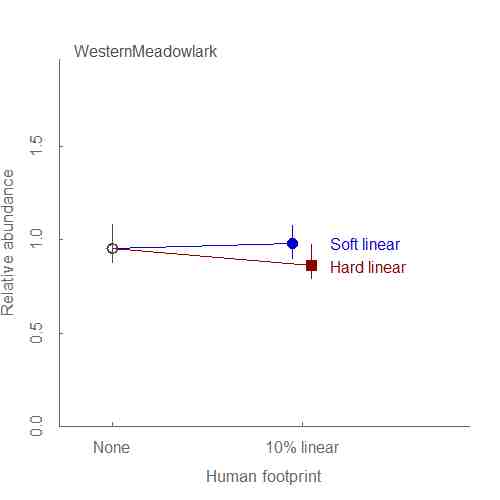 WesternMeadowlark
Relative abundance
1.5
1.0
0.5
0.0
Soft linear
Hard linear
None
10% linear
Human footprint